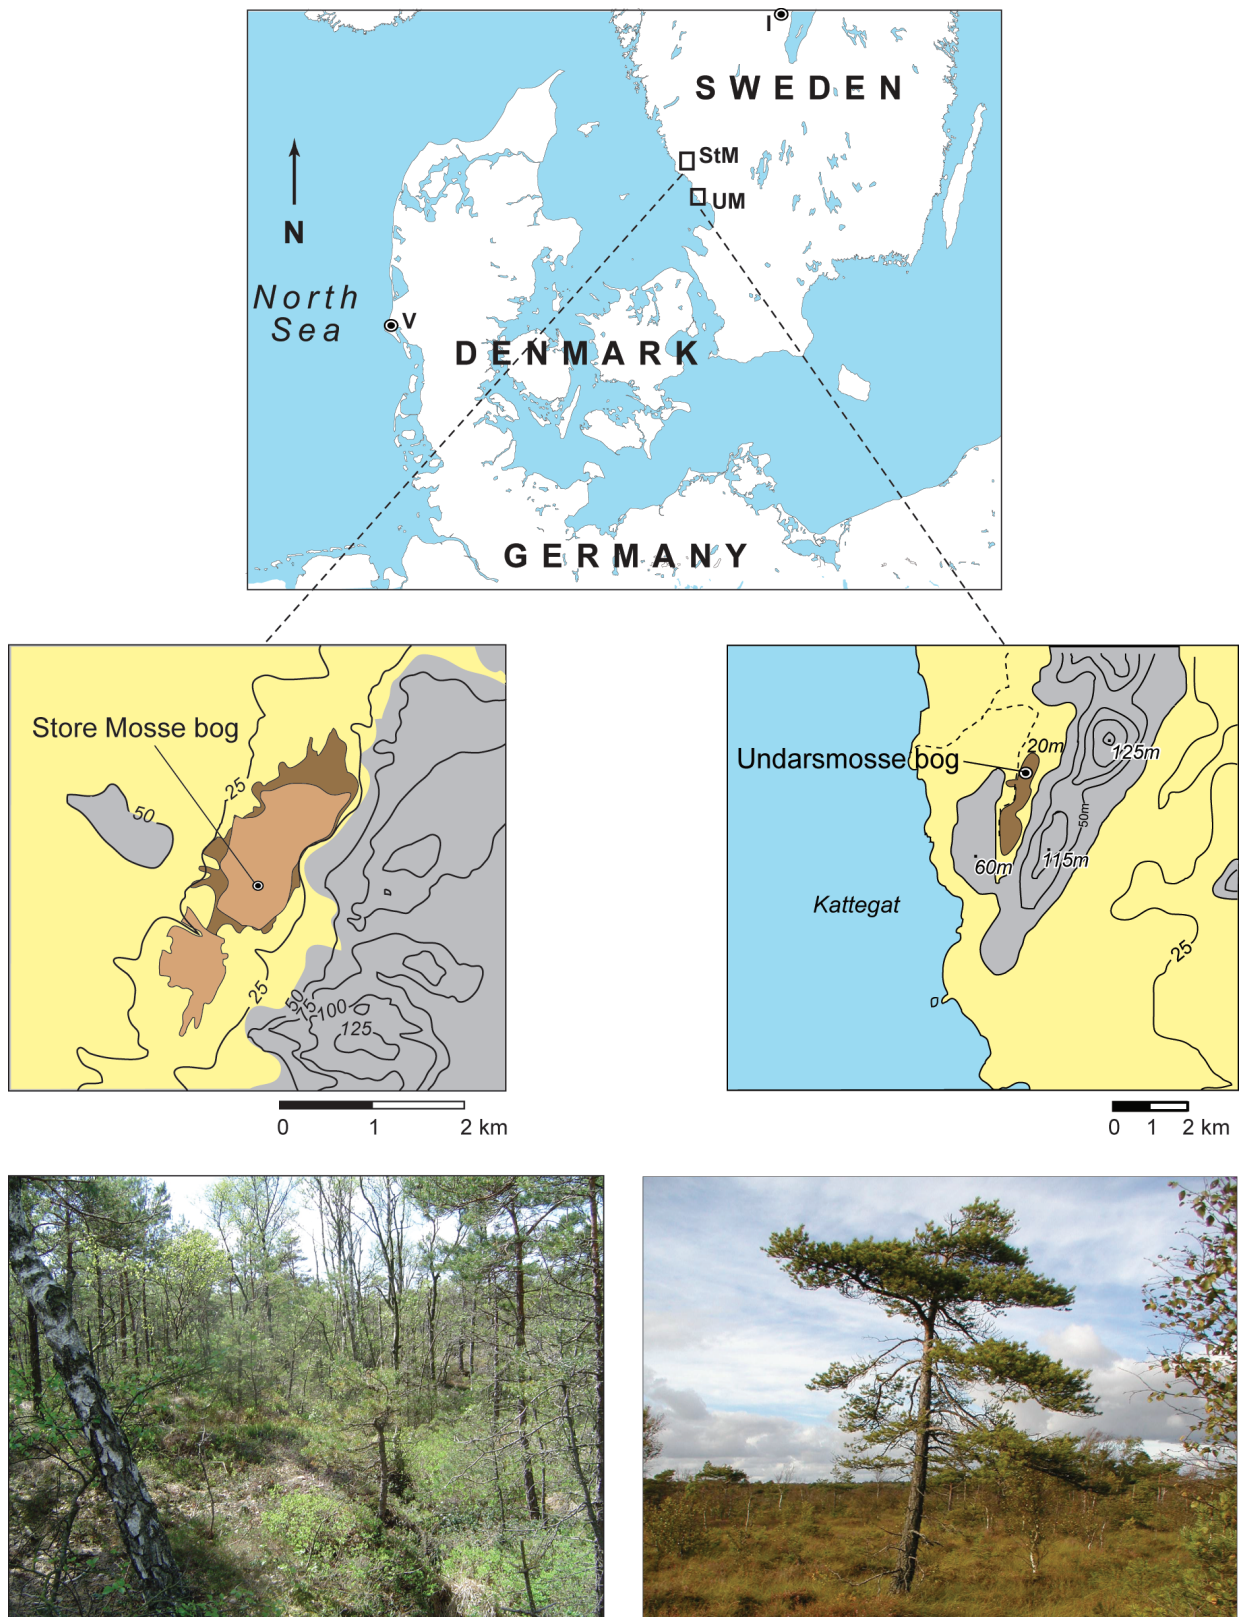 I
SWEDEN
StM
UM
N
North
Sea
V
DENMARK
GERMANY
Store Mosse bog
25
50
25
50
75
100
125
0 1 2 km
20m
125m
Undarsmosse bog
50m
115m
60m
Kattegat
25
0 1 2 km